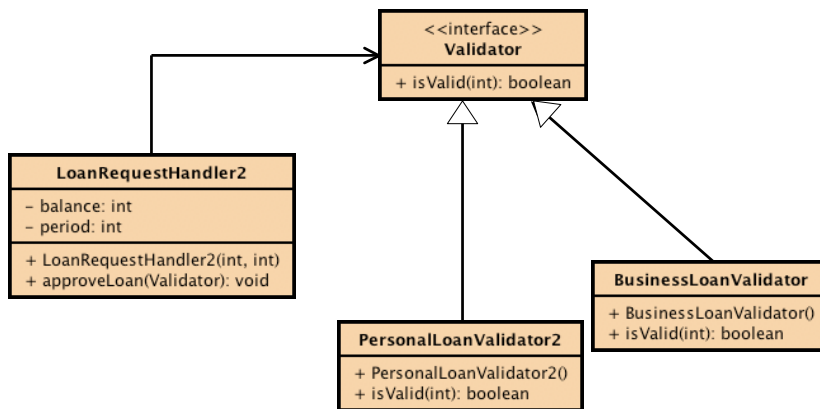 <<interface>>
Validator
+ isValid(int): boolean
LoanRequestHandler2
– balance: int
– period: int
+ LoanRequestHandler2(int, int)
+ approveLoan(Validator): void
BusinessLoanValidator
+ BusinessLoanValidator()
+ isValid(int): boolean
PersonalLoanValidator2
+ PersonalLoanValidator2()
+ isValid(int): boolean